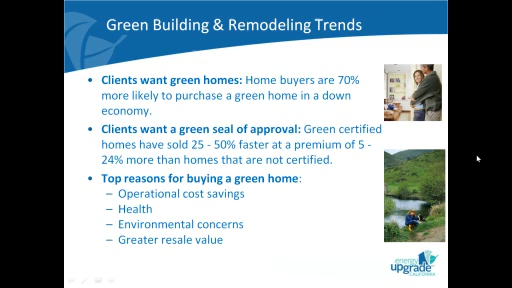 Green Building & Remodeling Trends
• Clients want green homes: Home buyers are 70%
more likely to purchase a green home in a down
economy.
• Clients want a green seal of approval: Green certified
homes have sold 25 - 50% faster at a premium of 5 -
24% more than homes that are not certified.
• Top reasons for buying a green home:
– Operational cost savings
– Health
– Environmental concerns
– Greater resale value
energy
upgrade
CALIFORNIA